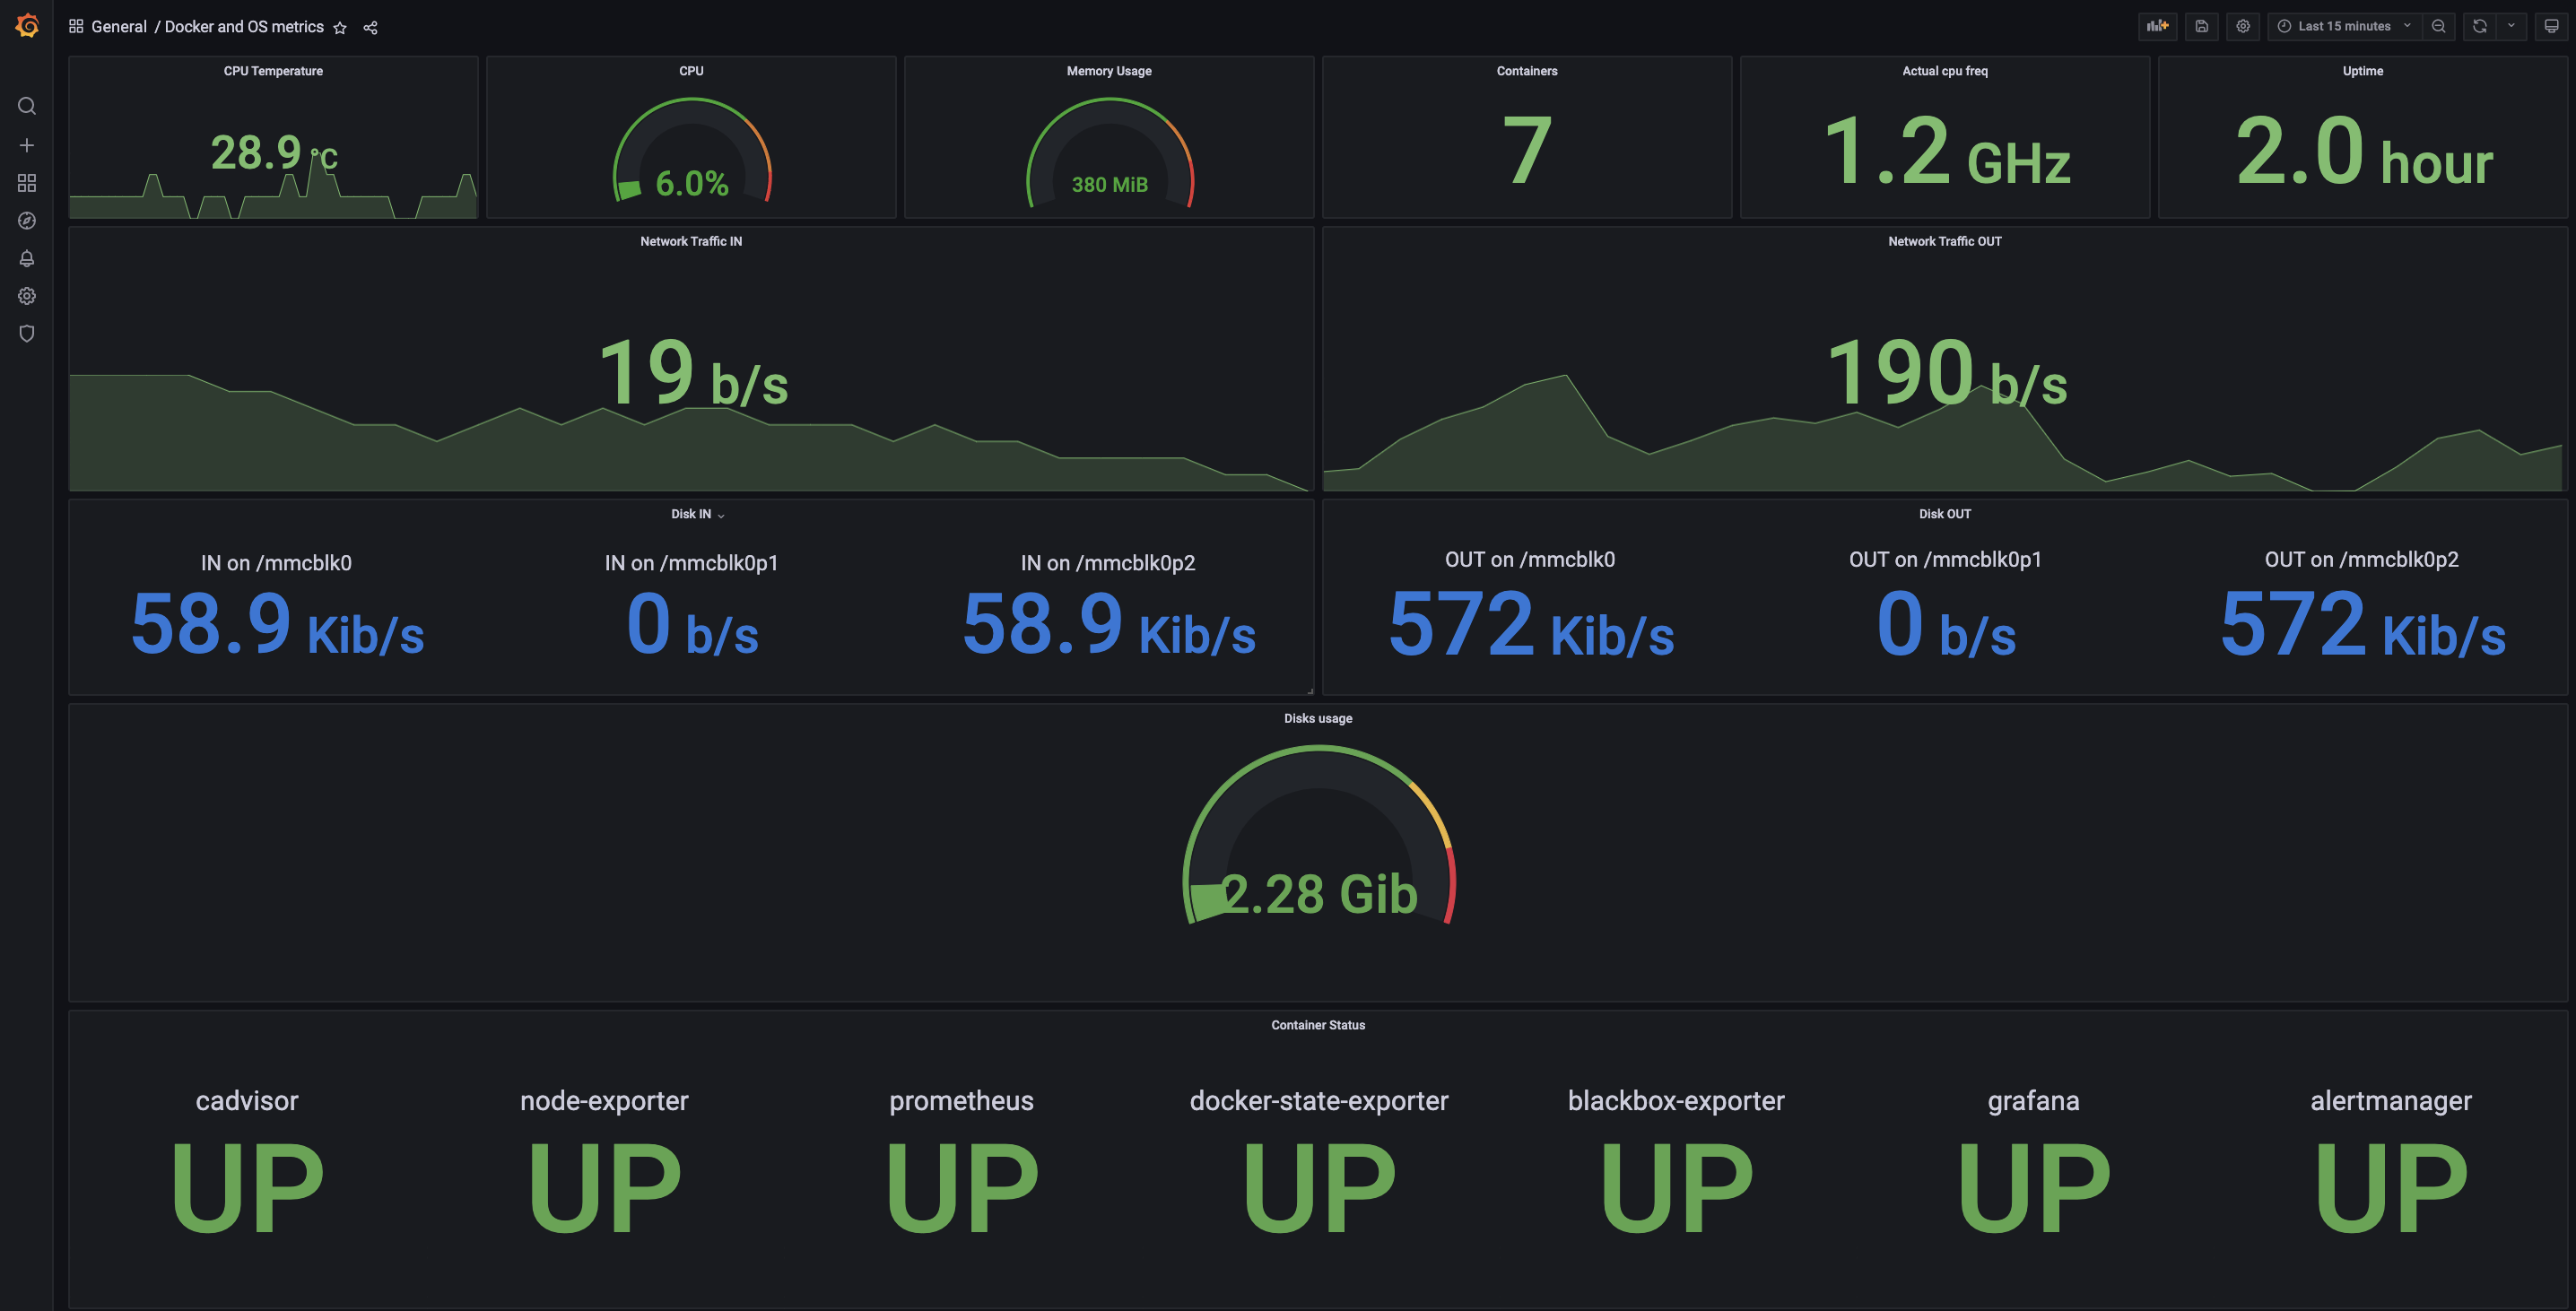 General / Docker and OS metrics
Last 15 minutes
CPU Temperature
28.9 °C
CPU
6.0%
Memory Usage
380 MiB
Containers
7
Actual cpu freq
1.2 GHz
Uptime
2.0 hour
Network Traffic IN
19 b/s
Network Traffic OUT
190 b/s
Disk IN
IN on /mmcblk0
58.9 Kib/s
IN on /mmcblk0p1
0 b/s
IN on /mmcblk0p2
58.9 Kib/s
Disk OUT
OUT on /mmcblk0
572 Kib/s
OUT on /mmcblk0p1
0 b/s
OUT on /mmcblk0p2
572 Kib/s
Disks usage
2.28 Gib
Container Status
cadvisor
UP
node-exporter
UP
prometheus
UP
docker-state-exporter
UP
blackbox-exporter
UP
grafana
UP
alertmanager
UP